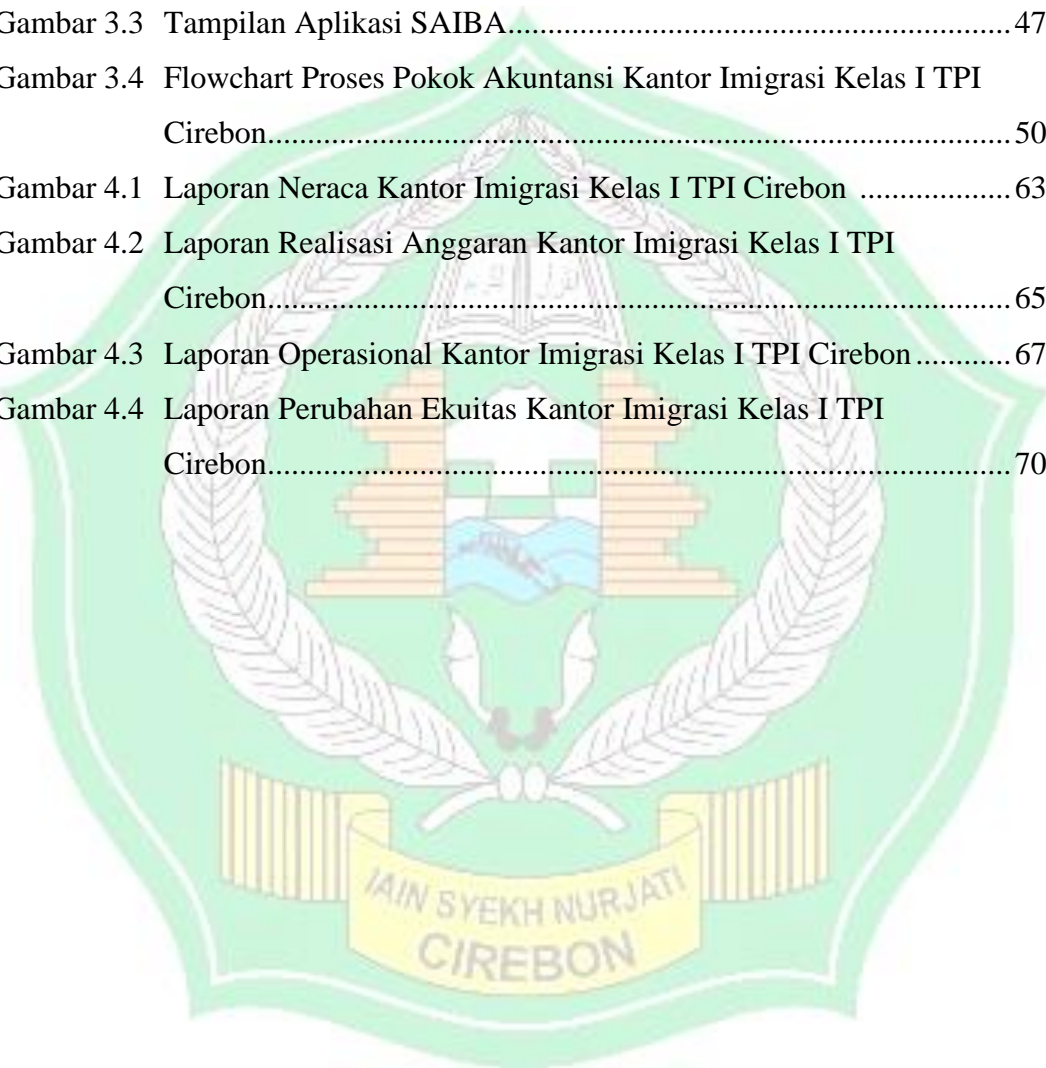 Gambar 3.3 Tampilan Aplikasi SAIBA.......................................................................47
Gambar 3.4 Flowchart Proses Pokok Akuntansi Kantor Imigrasi Kelas I TPI
Cirebon..........................................................................................................50
Gambar 4.1 Laporan Neraca Kantor Imigrasi Kelas I TPI Cirebon ...................63
Gambar 4.2 Laporan Realisasi Anggaran Kantor Imigrasi Kelas I TPI
Cirebon..........................................................................................................65
Gambar 4.3 Laporan Operasional Kantor Imigrasi Kelas I TPI Cirebon............67
Gambar 4.4 Laporan Perubahan Ekuitas Kantor Imigrasi Kelas I TPI
Cirebon..........................................................................................................70
IAIN SYEKH NURJATI
CIREBON